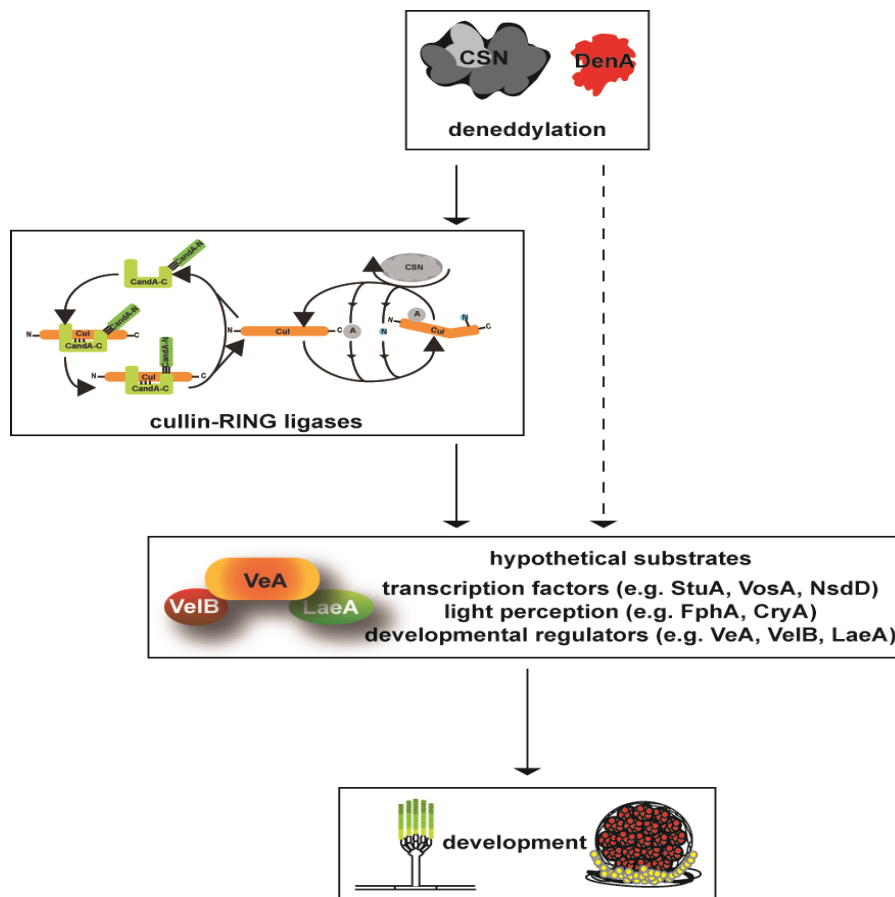 CSN
DenA
deneddylation
CandA-N
CandA-C
CSN
CandA-N
N
Cul
C
CandA-C
N
C
A
N
A
N
Cul
N
C
CandA-N
N
Cul
C
CandA-C
cullin-RING ligases
hypothetical substrates
VeA
VelB
LaeA
transcription factors (e.g. StuA, VosA, NsdD)
light perception (e.g. FphA, CryA)
developmental regulators (e.g. VeA, VelB, LaeA)
development